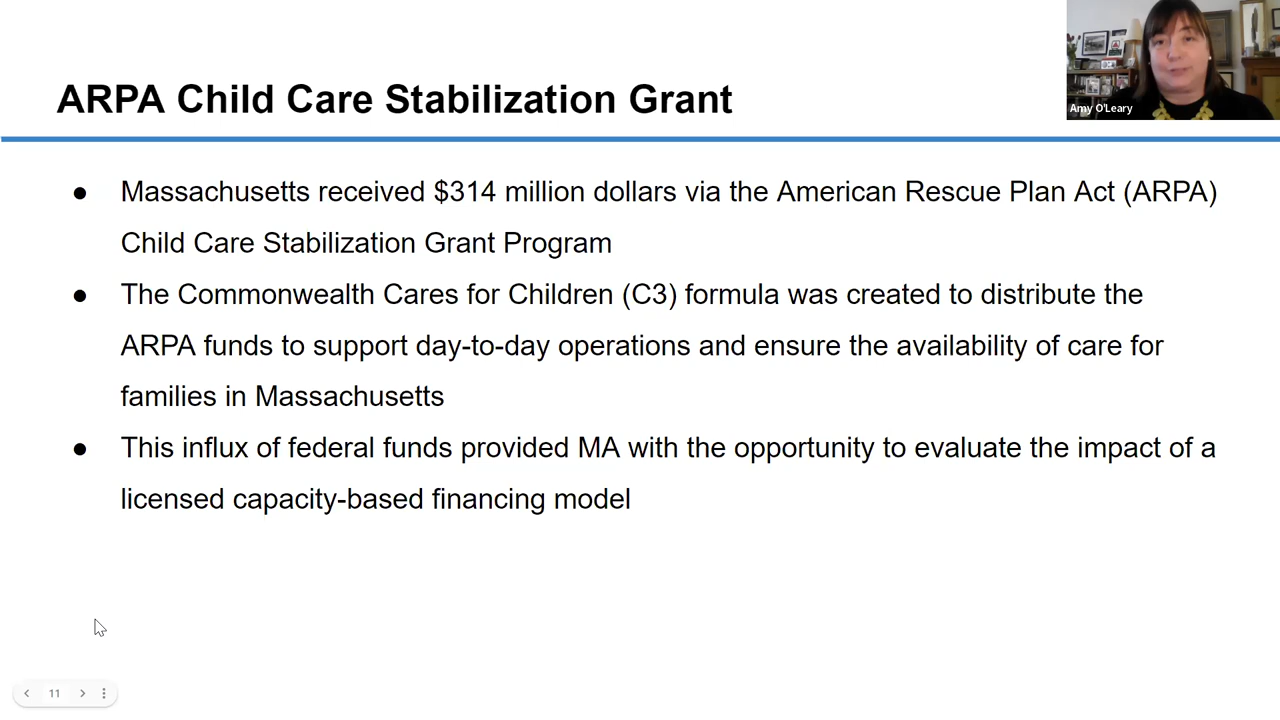 ARPA Child Care Stabilization Grant
Amy O'Leary
● Massachusetts received $314 million dollars via the American Rescue Plan Act (ARPA)
Child Care Stabilization Grant Program
● The Commonwealth Cares for Children (C3) formula was created to distribute the
ARPA funds to support day-to-day operations and ensure the availability of care for
families in Massachusetts
● This influx of federal funds provided MA with the opportunity to evaluate the impact of a
licensed capacity-based financing model
11